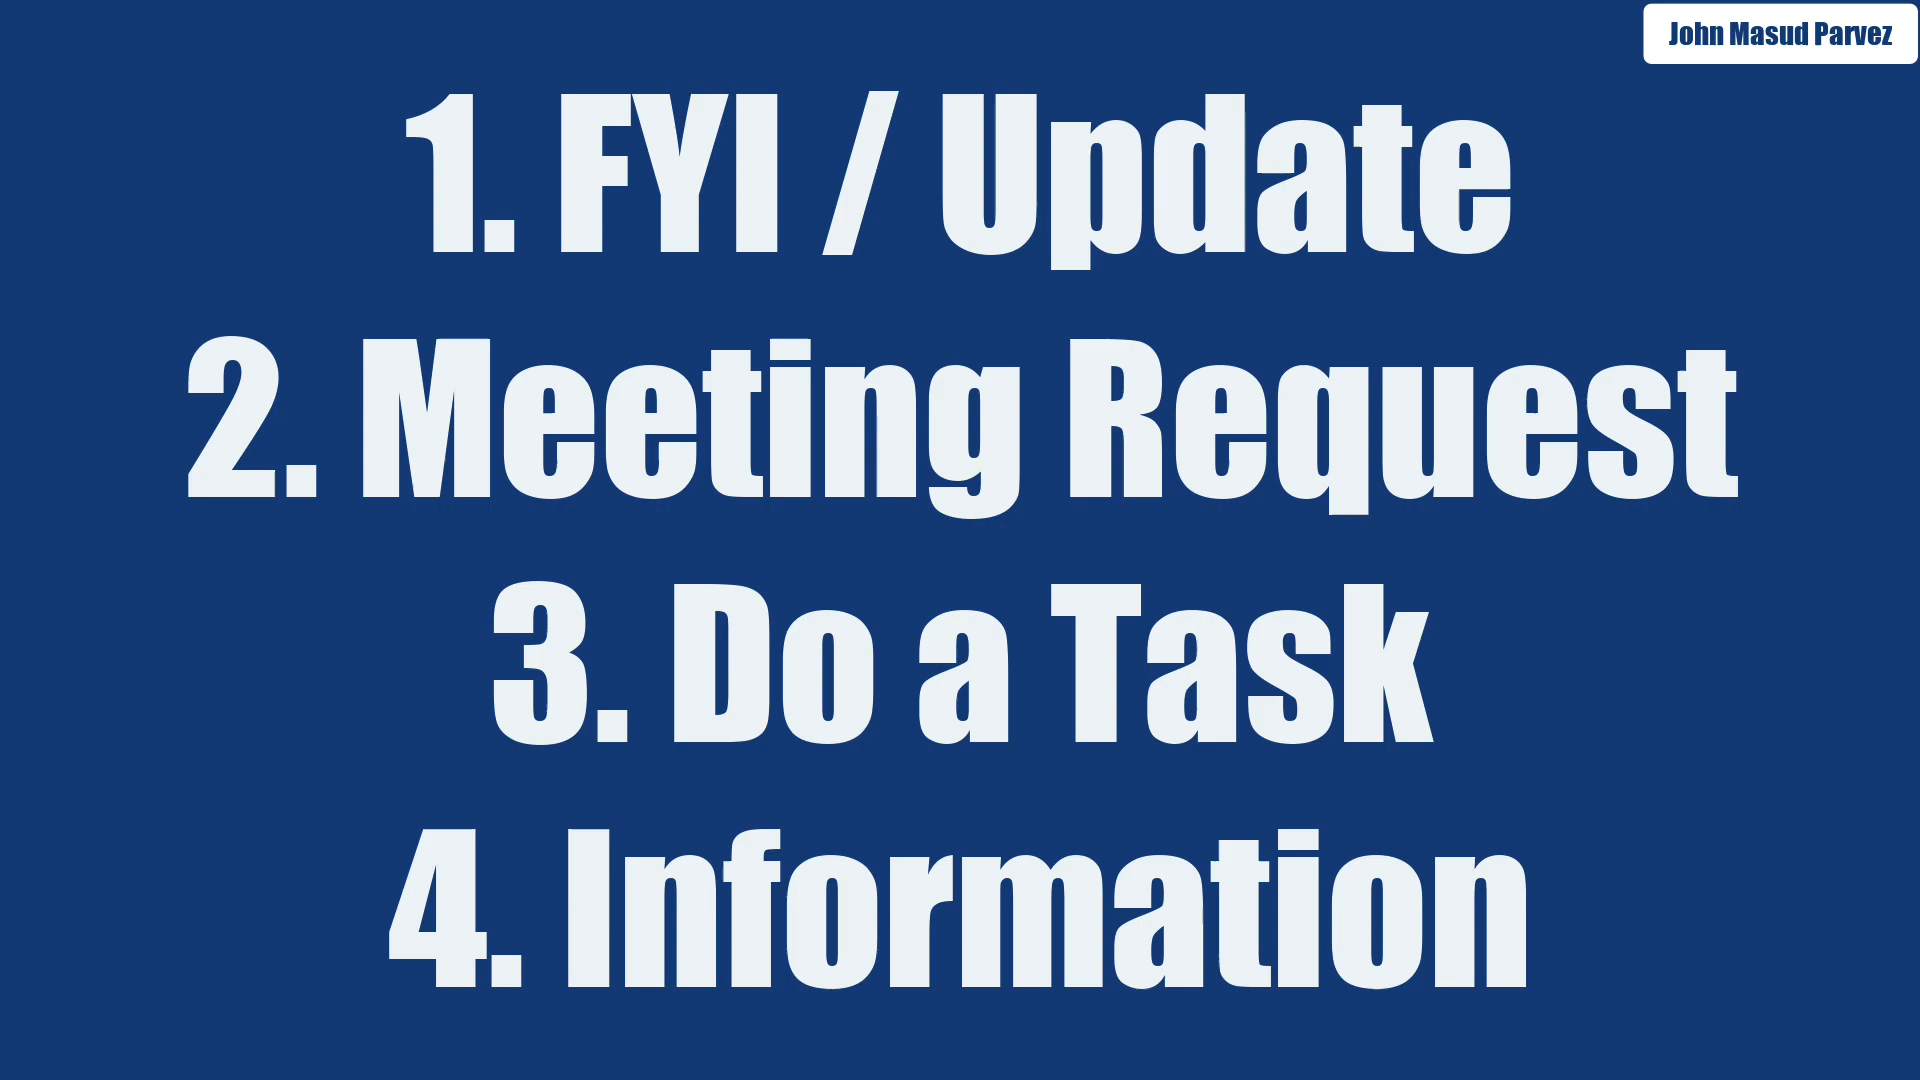 John Masud Parvez
1. FYI / Update
2. Meeting Request
3. Do a Task
4. Information